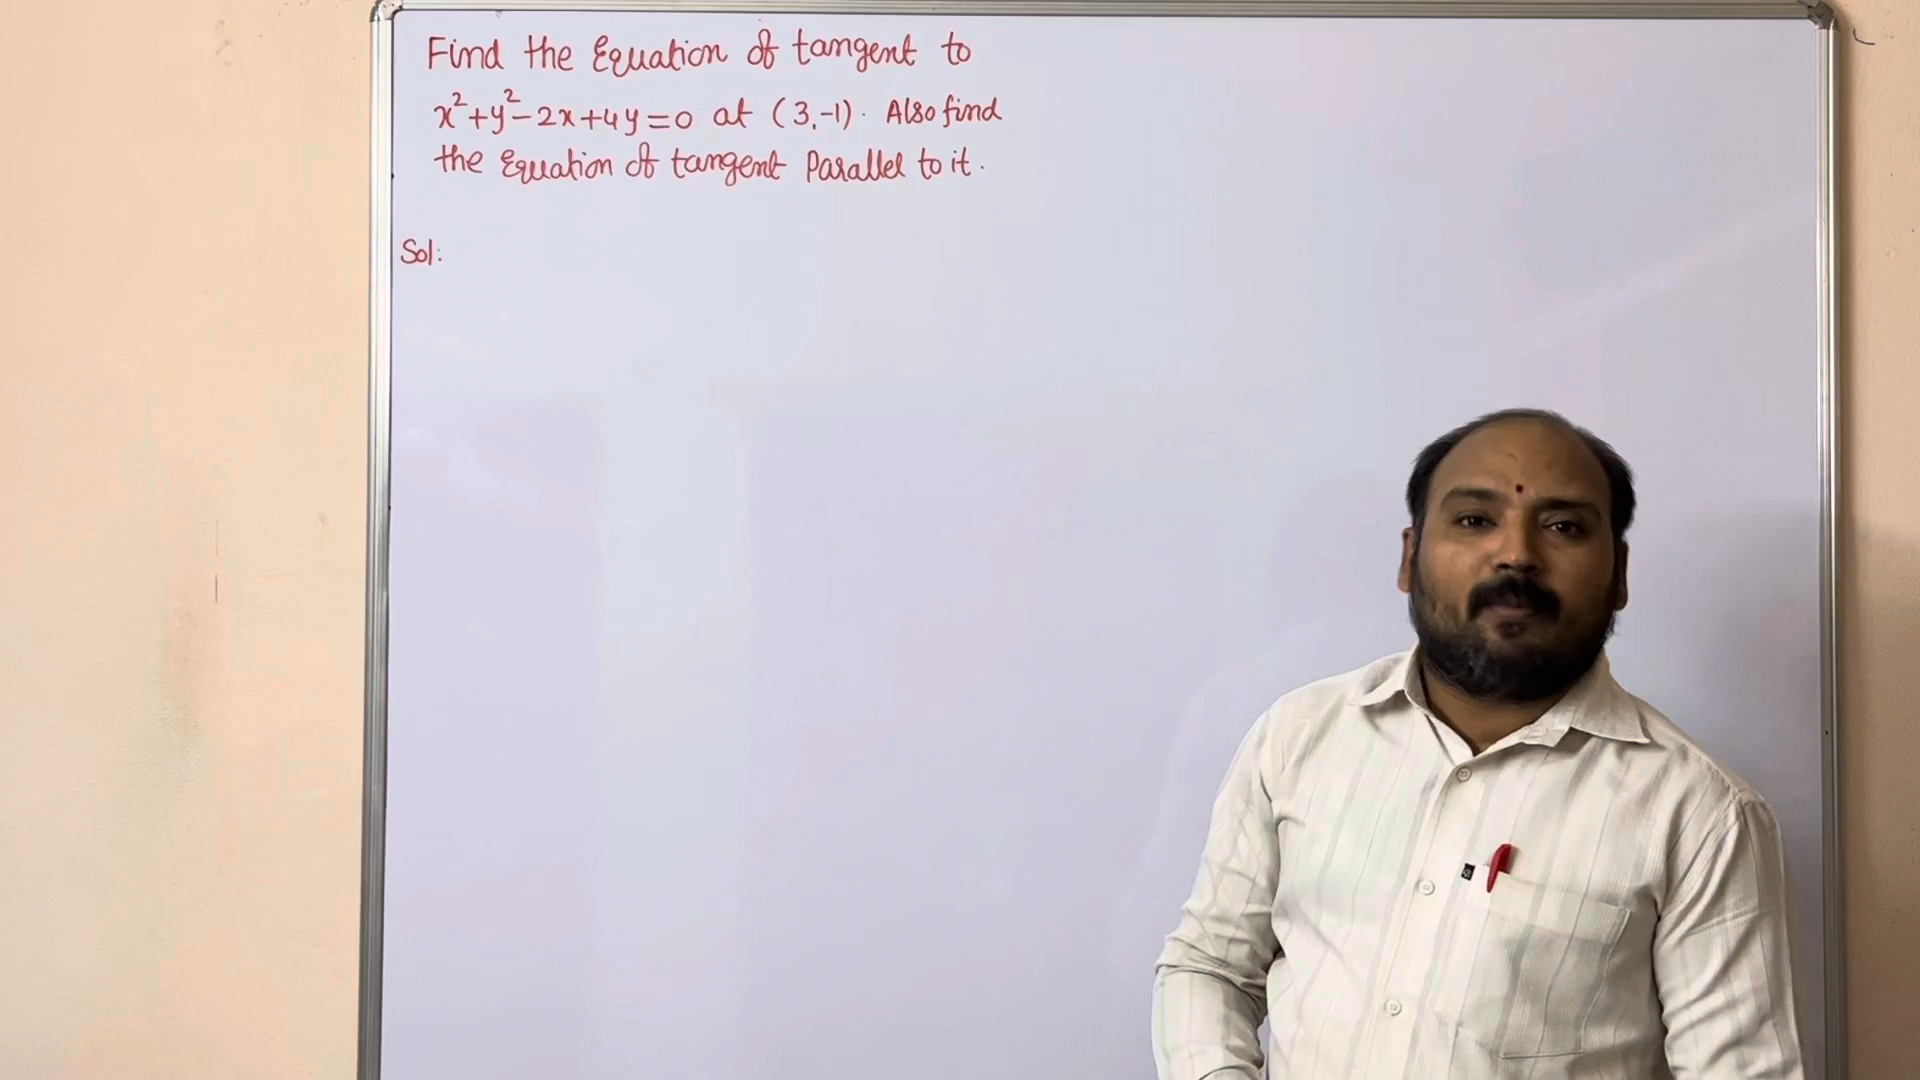 Find the Equation of tangent to
x²+y²-2x+4y=0 at (3,-1). Also find
the Equation of tangent Parallel to it.
Sol: